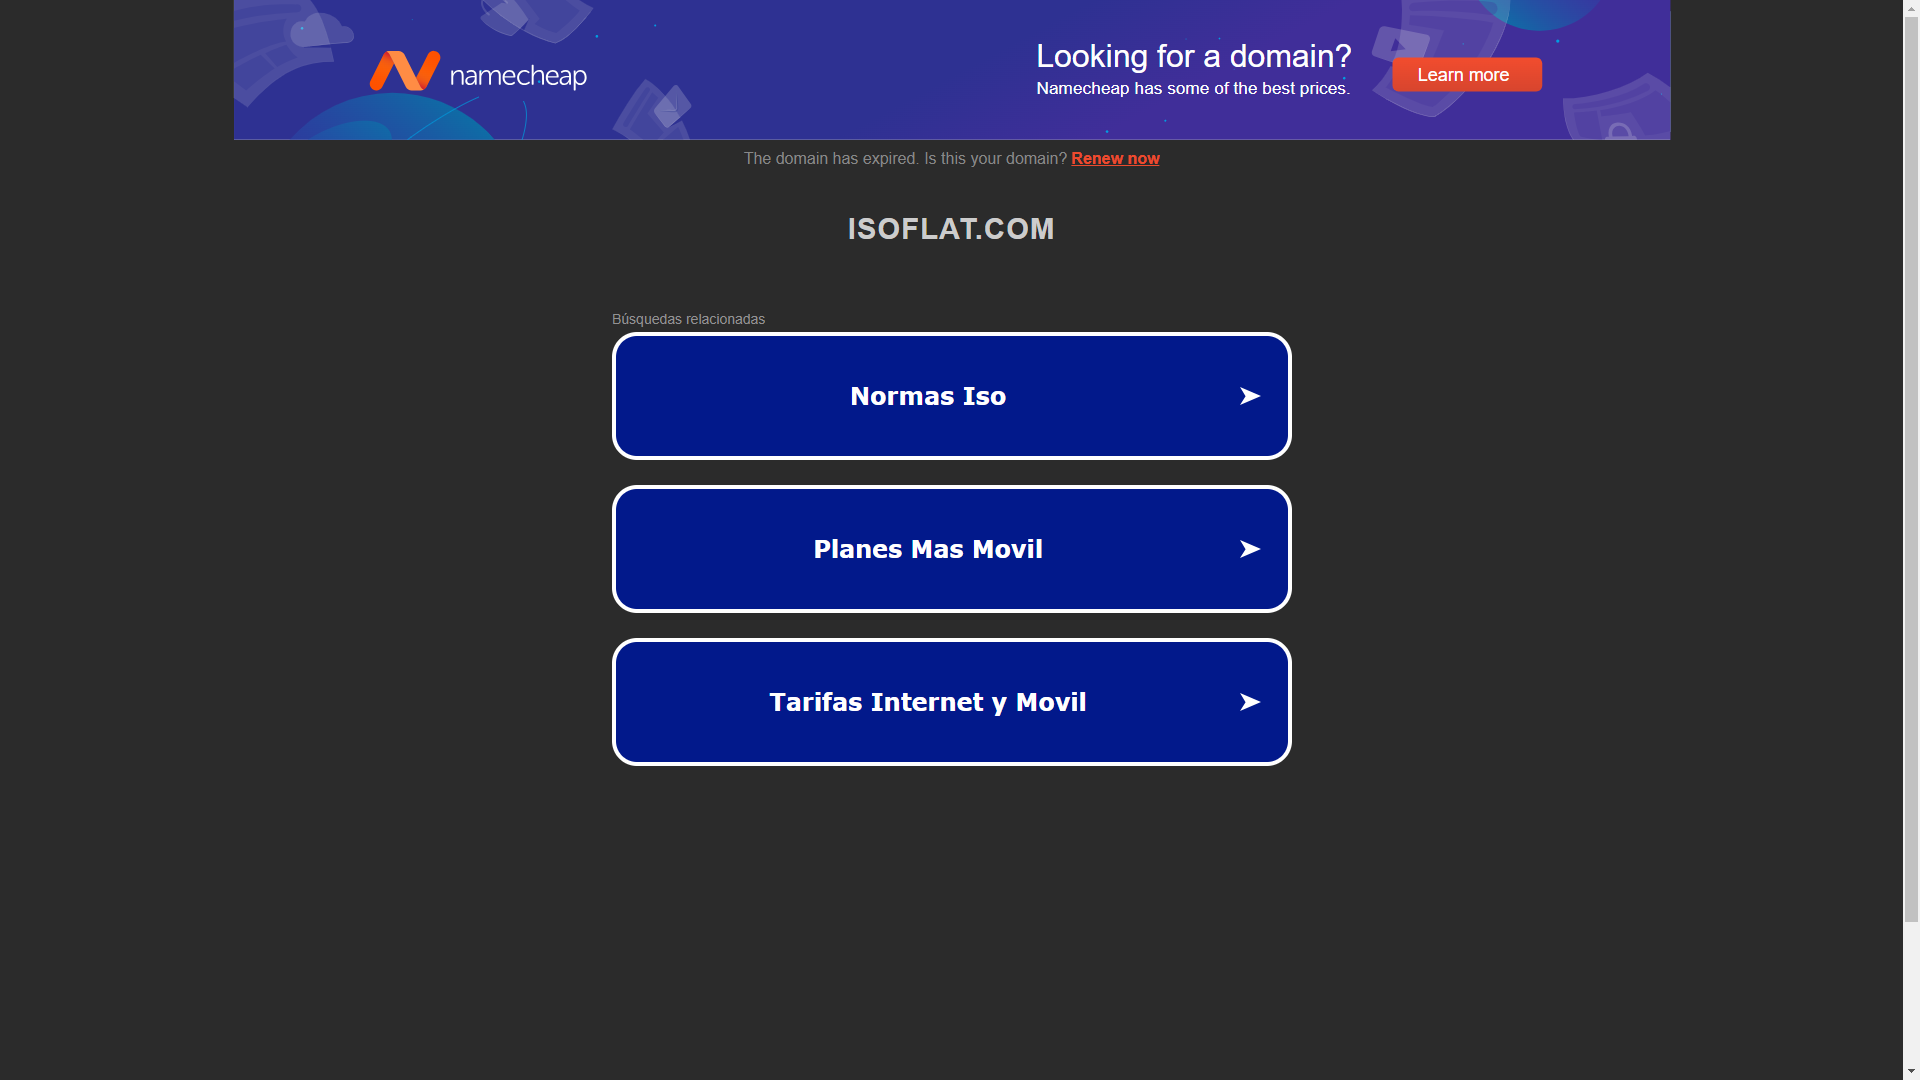 namecheap
Looking for a domain?
Namecheap has some of the best prices.
Learn more
The domain has expired. Is this your domain? Renew now
ISOFLAT.COM
Búsquedas relacionadas
Normas Iso
Planes Mas Movil
Tarifas Internet y Movil